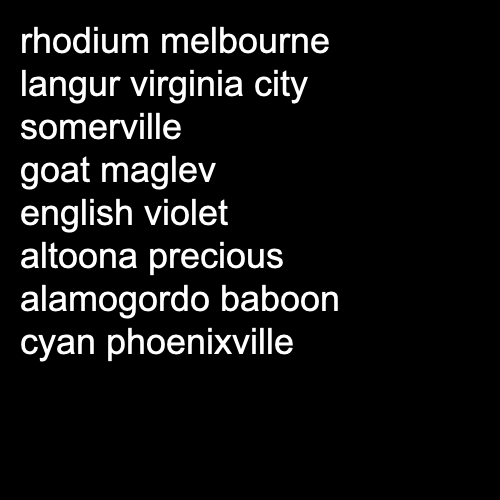 rhodium melbourne
langur virginia city
somerville
goat maglev
english violet
altoona precious
alamogordo baboon
cyan phoenixville